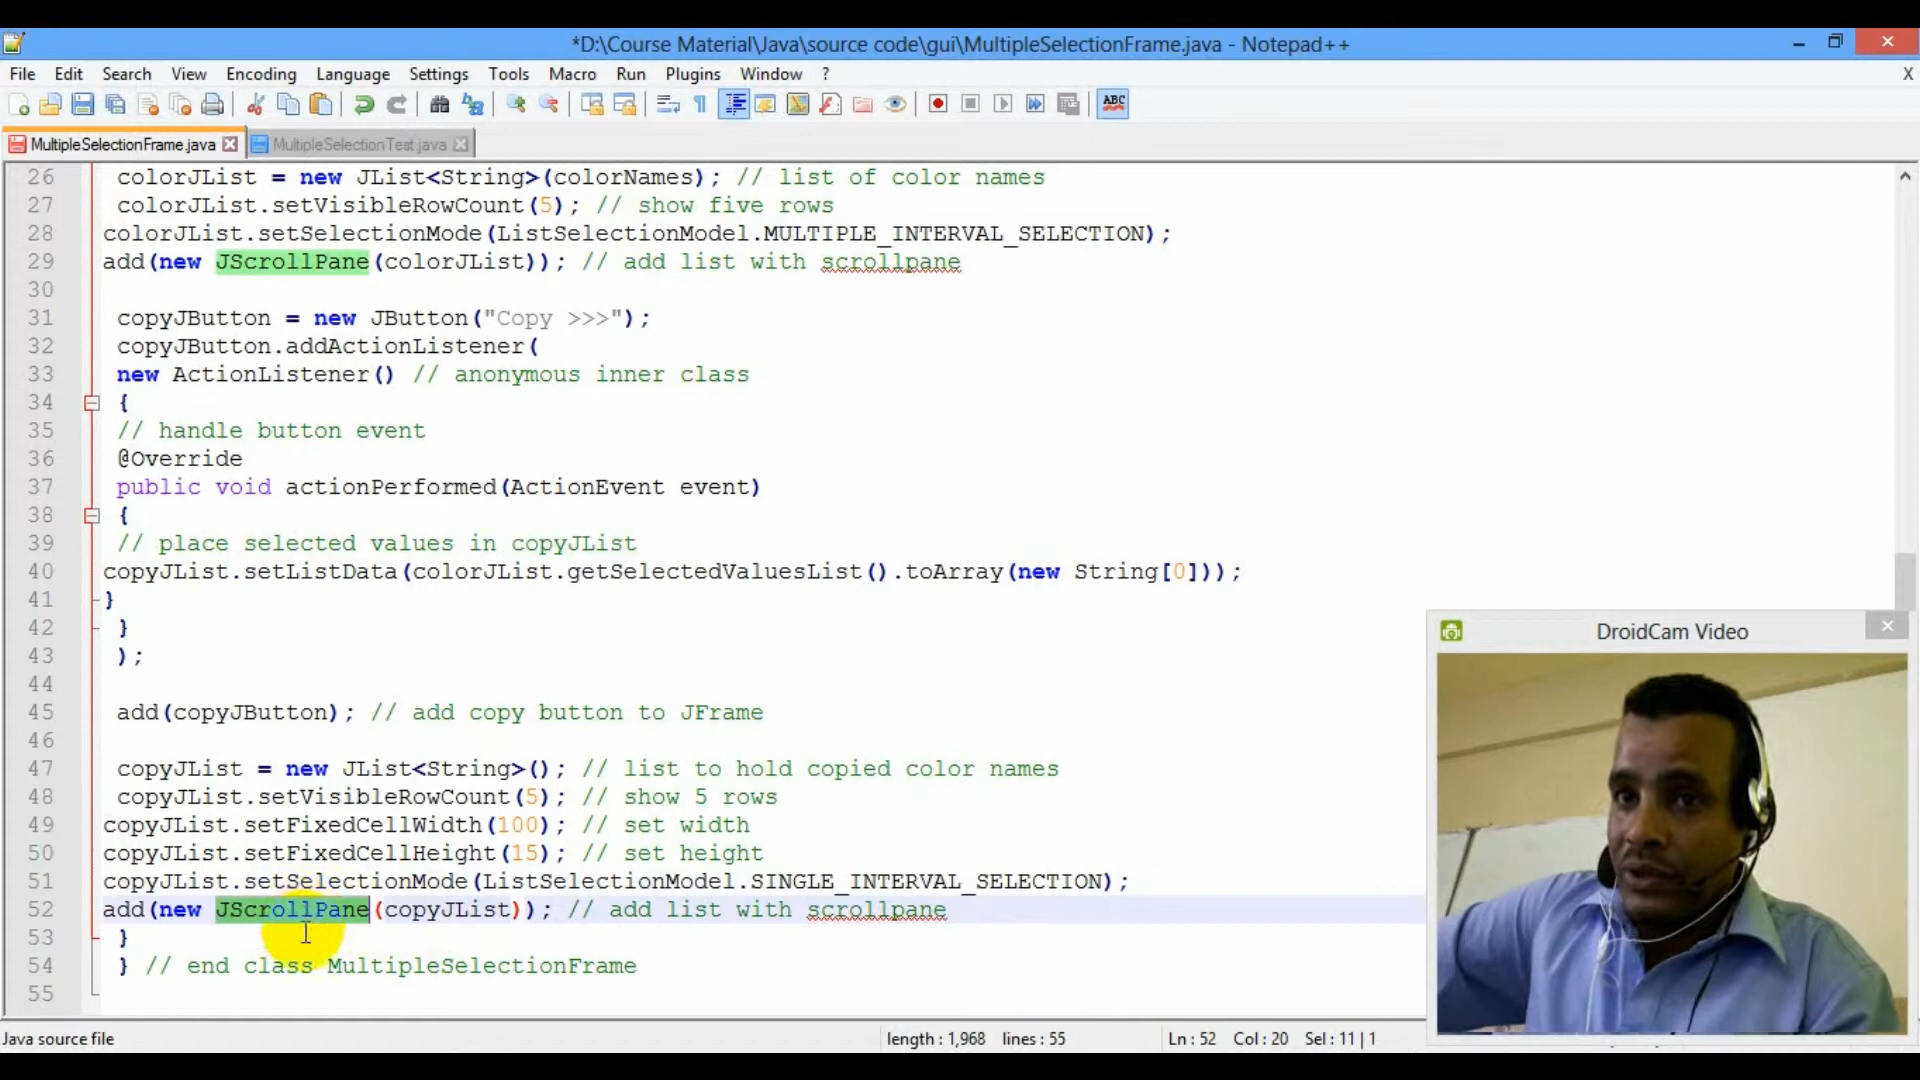 *D:\Course Material\Java\source code\gui\MultipleSelectionFrame.java - Notepad++
File Edit Search View Encoding Language Settings Tools Macro Run Plugins Window ? X
ABC
MultipleSelectionFrame.java MultipleSelectionTest.java
26 colorJList = new JList<String>(colorNames); // list of color names
27 colorJList.setVisibleRowCount(5); // show five rows
28 colorJList.setSelectionMode(ListSelectionModel.MULTIPLE_INTERVAL_SELECTION);
29 add(new JScrollPane(colorJList)); // add list with scrollpane
30
31 copyJButton = new JButton("Copy >>>");
32 copyJButton.addActionListener(
33 new ActionListener() // anonymous inner class
34 {
35 // handle button event
36 @Override
37 public void actionPerformed(ActionEvent event)
38 {
39 // place selected values in copyJList
40 copyJList.setListData(colorJList.getSelectedValuesList().toArray(new String[0]));
41 }
42 }
43 );
44
45 add(copyJButton); // add copy button to JFrame
46
47 copyJList = new JList<String>(); // list to hold copied color names
48 copyJList.setVisibleRowCount(5); // show 5 rows
49 copyJList.setFixedCellWidth(100); // set width
50 copyJList.setFixedCellHeight(15); // set height
51 copyJList.setSelectionMode(ListSelectionModel.SINGLE_INTERVAL_SELECTION);
52 add(new JScrollPane(copyJList)); // add list with scrollpane
53 }
54 } // end class MultipleSelectionFrame
55
DroidCam Video
Java source file length : 1,968 lines : 55 Ln : 52 Col : 20 Sel : 11 | 1